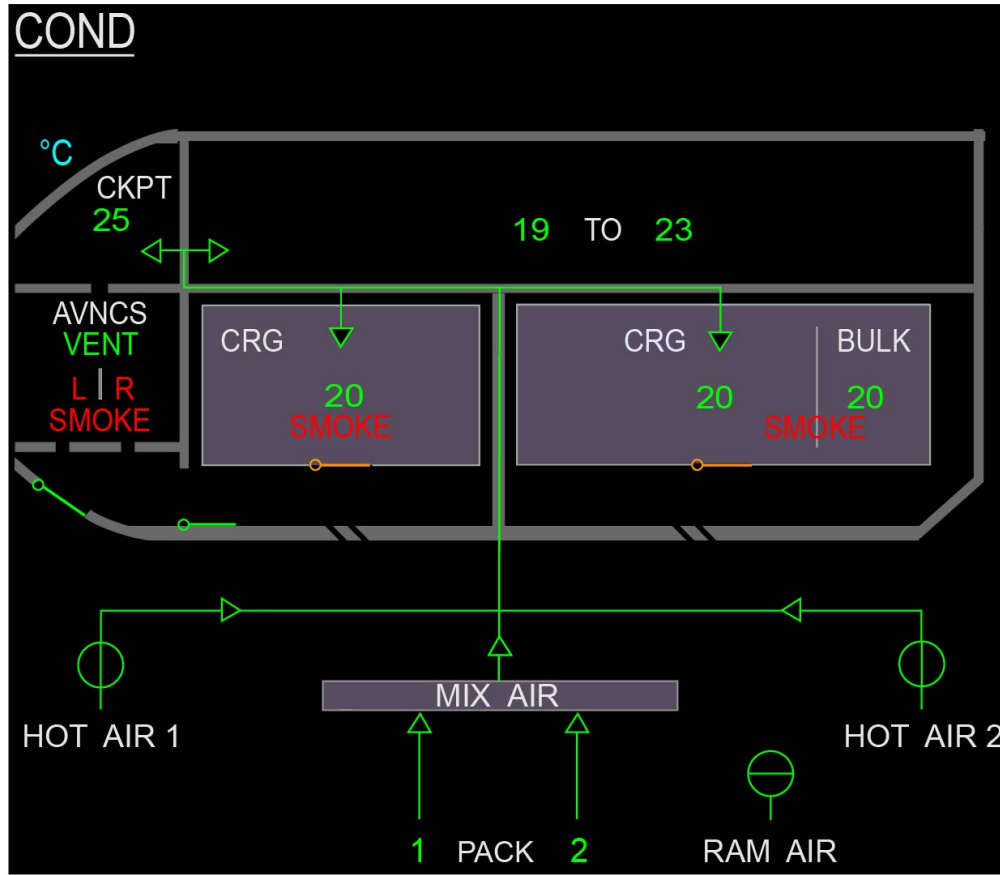 COND
°C
CKPT
25
19 TO 23
AVNCS
VENT
L R
SMOKE
CRG
20
SMOKE
CRG BULK
20 20
SMOKE
MIX AIR
HOT AIR 1
HOT AIR 2
1 PACK 2
RAM AIR